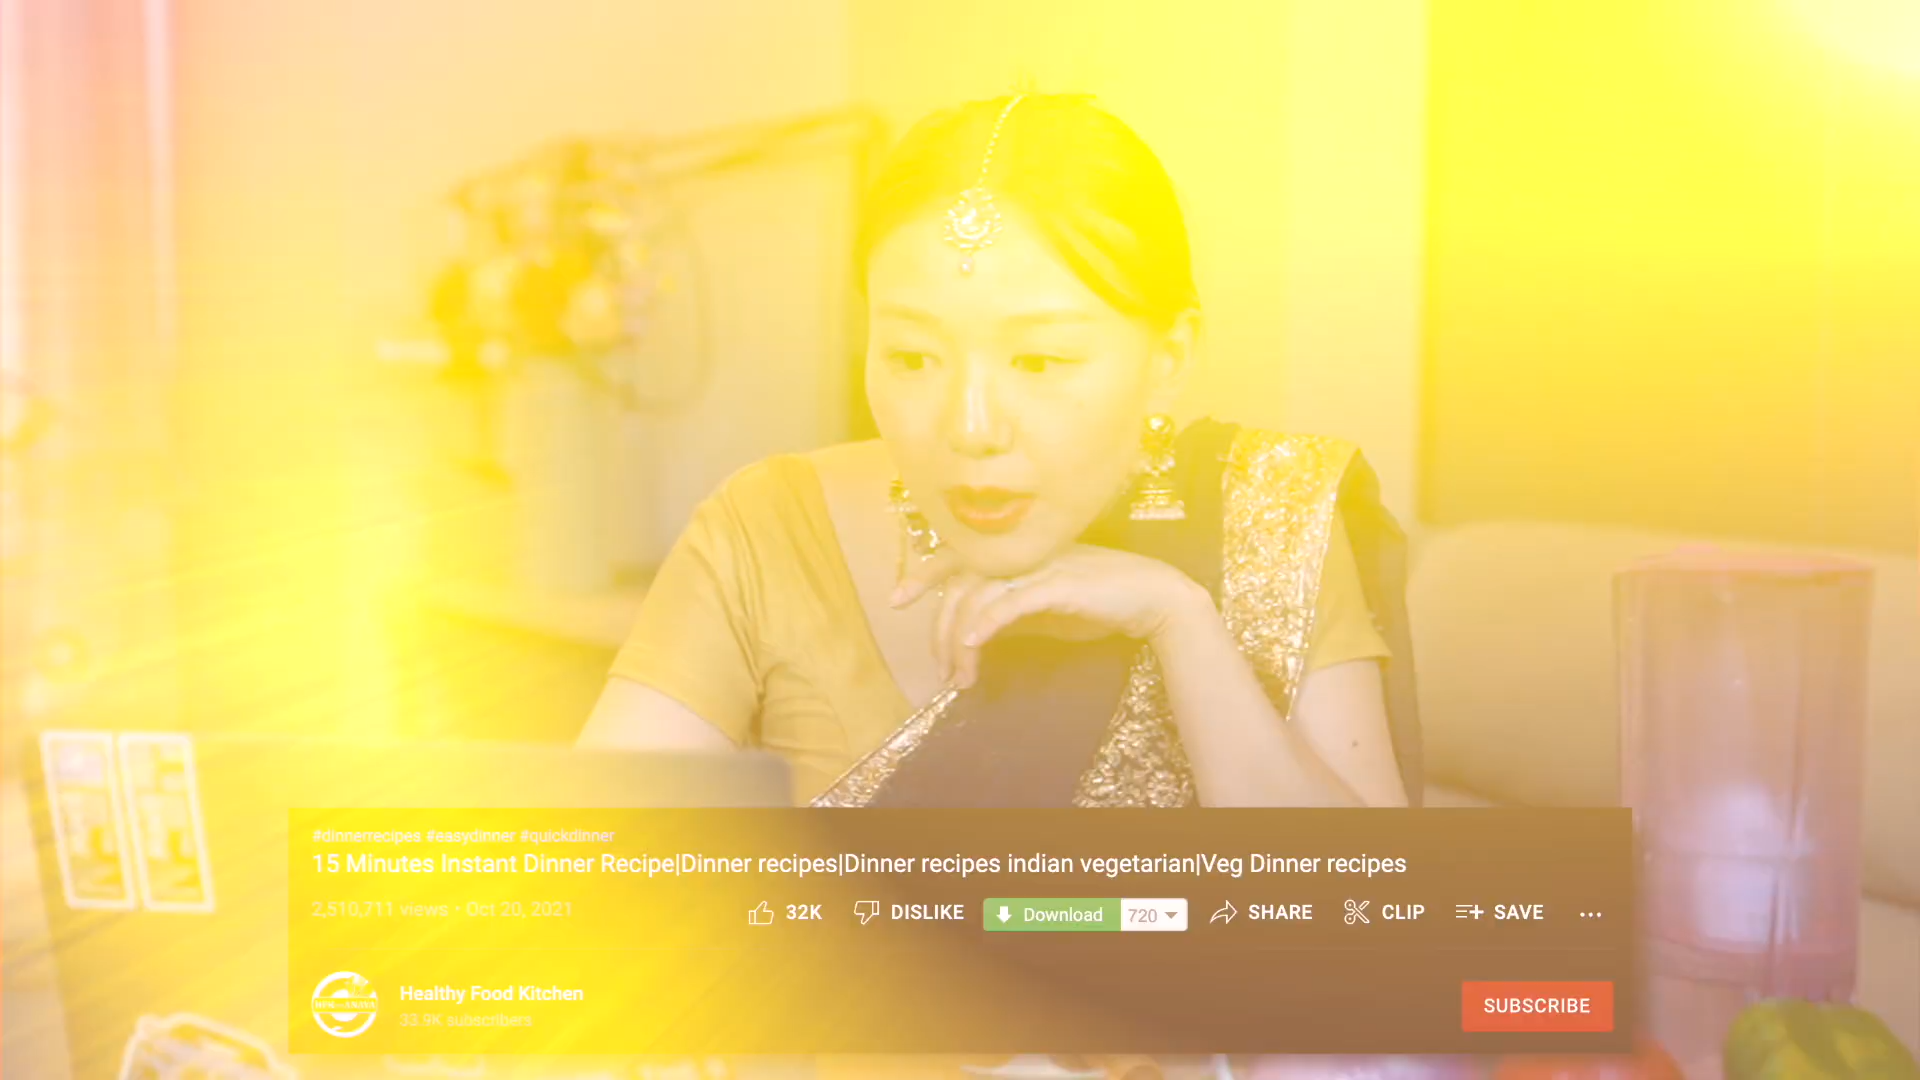 #dinnerrecipes #easydinner #quickdinner
15 Minutes Instant Dinner Recipe|Dinner recipes|Dinner recipes indian vegetarian|Veg Dinner recipes
2,510,711 views • Oct 20, 2021
32K DISLIKE Download 720 SHARE CLIP SAVE
Healthy Food Kitchen
33.9K subscribers
SUBSCRIBE